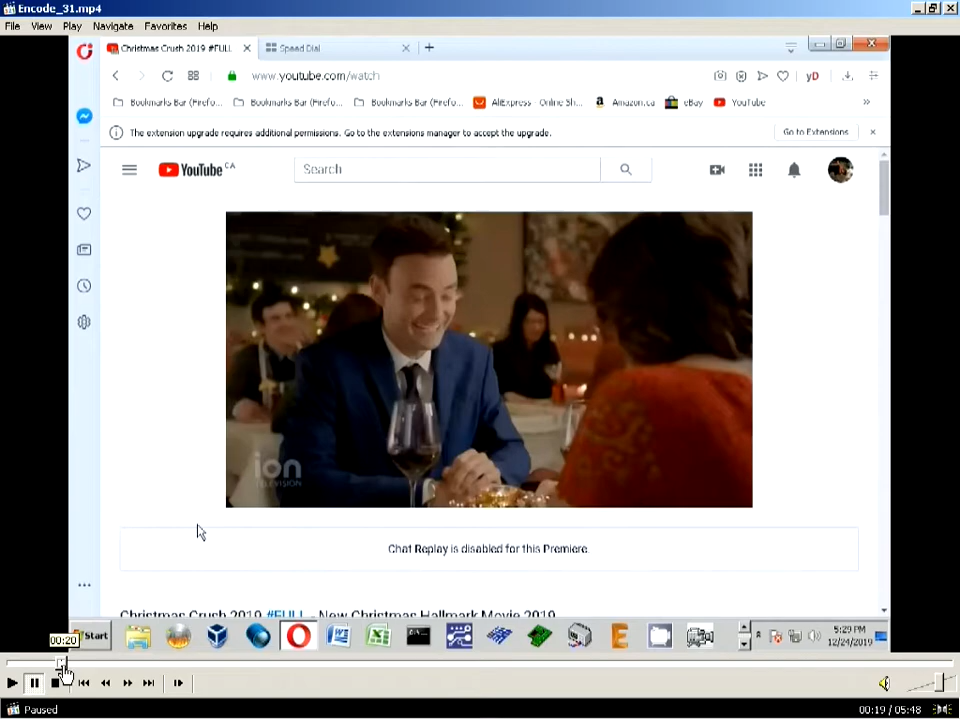 Encode_31.mp4
File View Play Navigate Favorites Help
Christmas Crush 2019 #FULL
Speed Dial
www.youtube.com/watch
yD
Bookmarks Bar (Firefo... Bookmarks Bar (Firefo... Bookmarks Bar (Firefo... AliExpress Online Sh... Amazon.ca eBay YouTube
The extension upgrade requires additional permissions. Go to the extensions manager to accept the upgrade. Go to Extensions
YouTube CA
Search
ion
TELEVISION
Chat Replay is disabled for this Premiere.
Christmas Crush 2019 #FULL - New Christmas Hallmark Movie 2019
00:20
Start
5:29 PM
12/24/2019
Paused
00:19 / 05:48